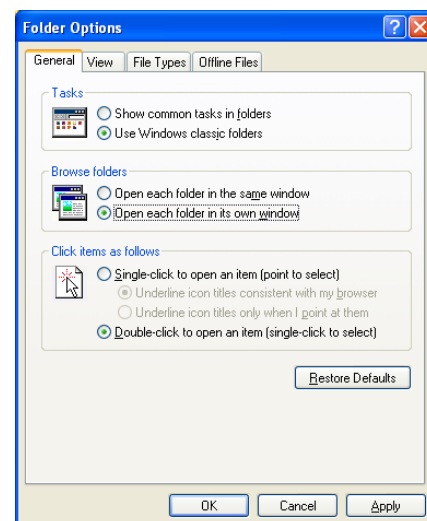 Folder Options
General View File Types Offline Files
Tasks
Show common tasks in folders
Use Windows classic folders
Browse folders
Open each folder in the same window
Open each folder in its own window
Click items as follows
Single-click to open an item (point to select)
Underline icon titles consistent with my browser
Underline icon titles only when I point at them
Double-click to open an item (single-click to select)
Restore Defaults
OK Cancel Apply